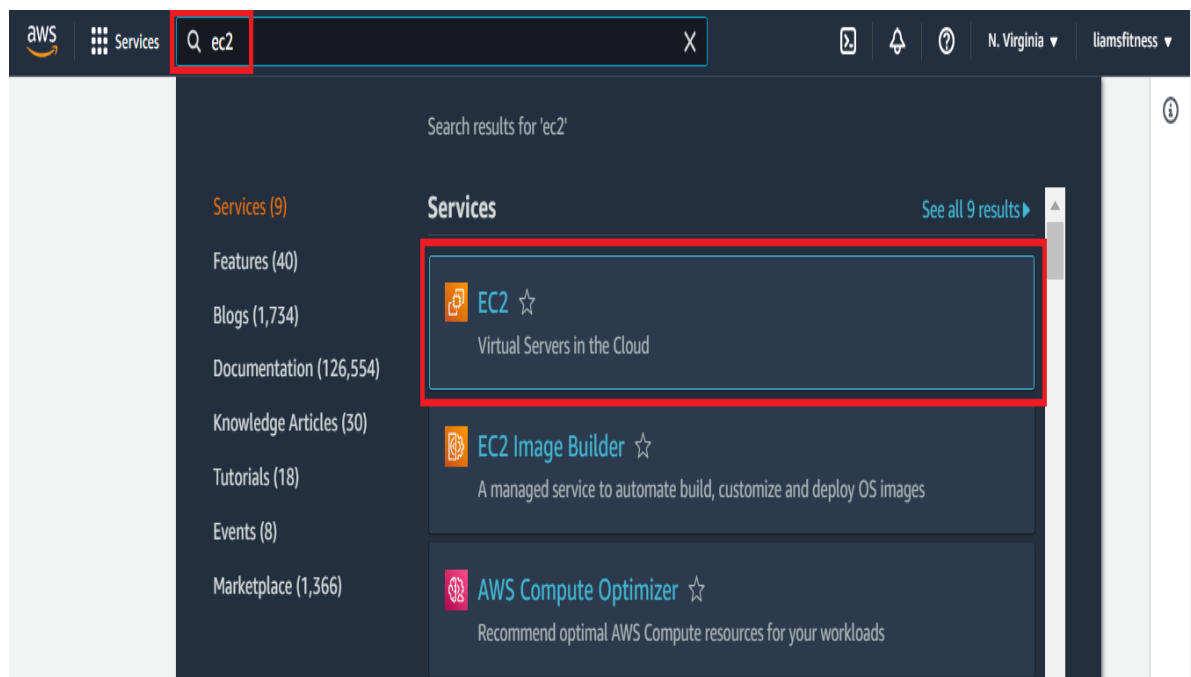 aws Services ec2 N. Virginia liamsfitness
Search results for 'ec2'
Services (9)
Features (40)
Blogs (1,734)
Documentation (126,554)
Knowledge Articles (30)
Tutorials (18)
Events (8)
Marketplace (1,366)
Services See all 9 results
EC2
Virtual Servers in the Cloud
EC2 Image Builder
A managed service to automate build, customize and deploy OS images
AWS Compute Optimizer
Recommend optimal AWS Compute resources for your workloads